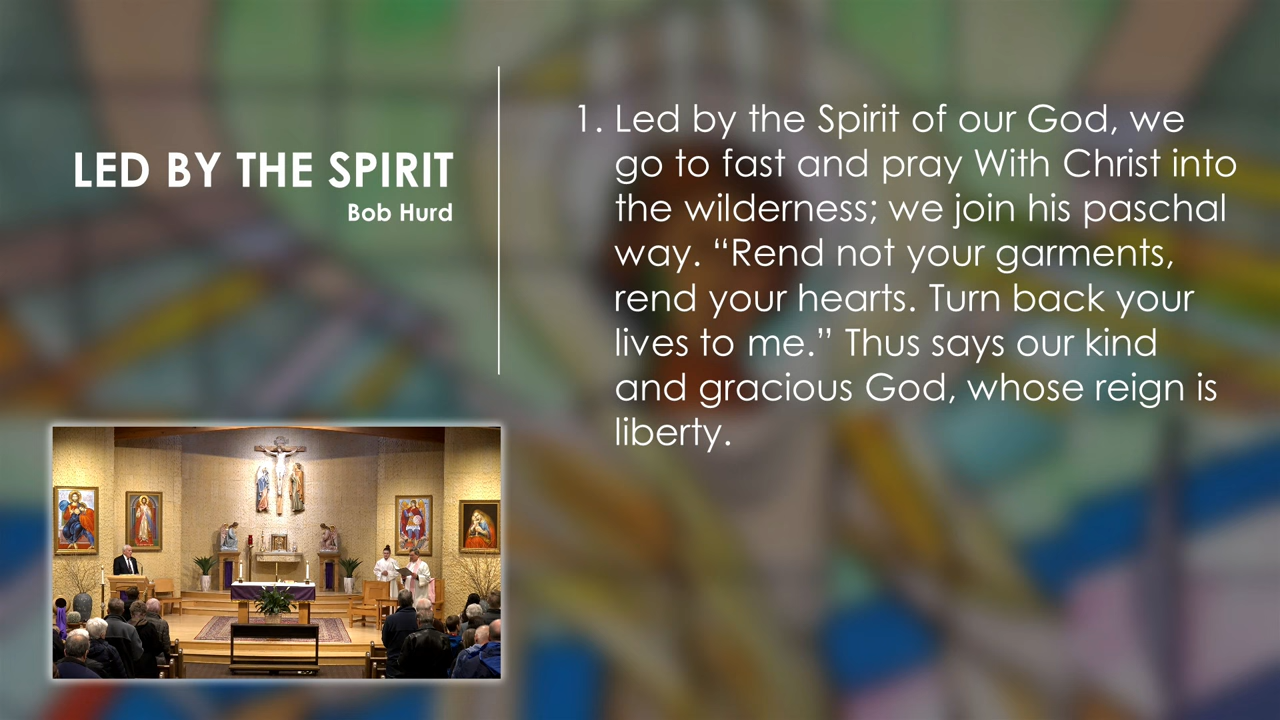 LED BY THE SPIRIT
Bob Hurd
1. Led by the Spirit of our God, we
go to fast and pray With Christ into
the wilderness; we join his paschal
way. “Rend not your garments,
rend your hearts. Turn back your
lives to me.” Thus says our kind
and gracious God, whose reign is
liberty.